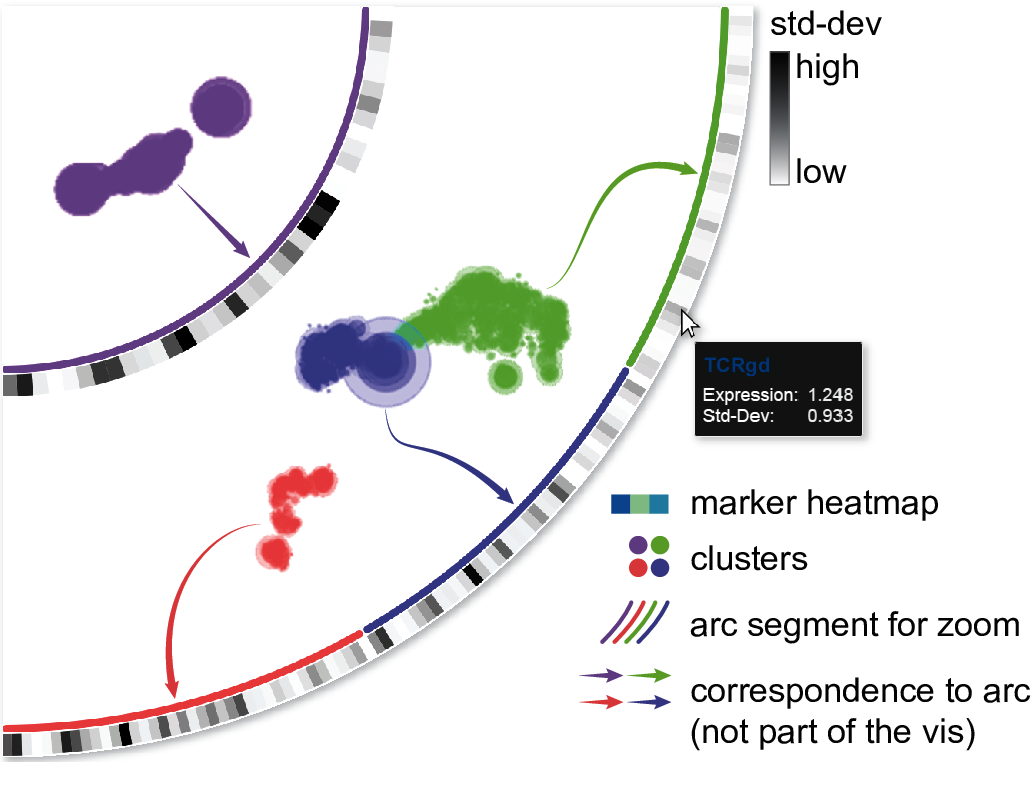 std-dev
high
low
TCRgd
Expression: 1.248
Std-Dev: 0.933
marker heatmap
clusters
arc segment for zoom
correspondence to arc
(not part of the vis)